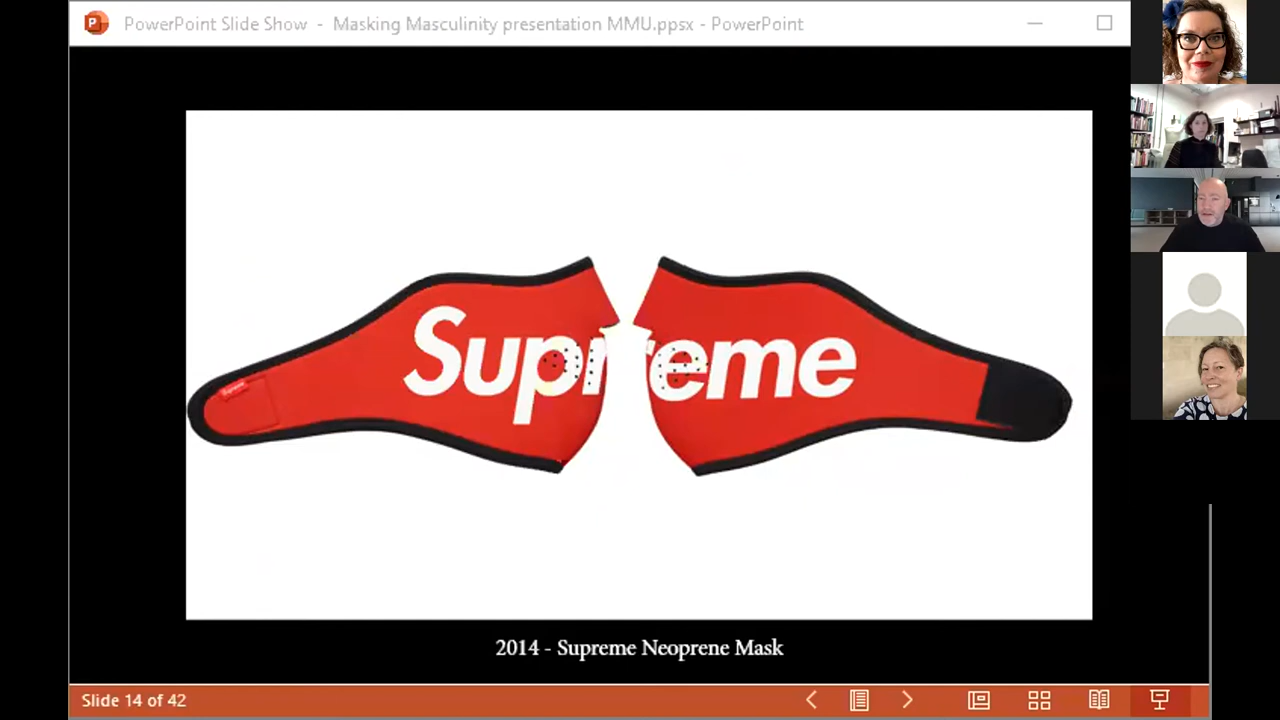 PowerPoint Slide Show - Masking Masculinity presentation MMU.ppsx - PowerPoint
Supreme
2014 - Supreme Neoprene Mask
Slide 14 of 42